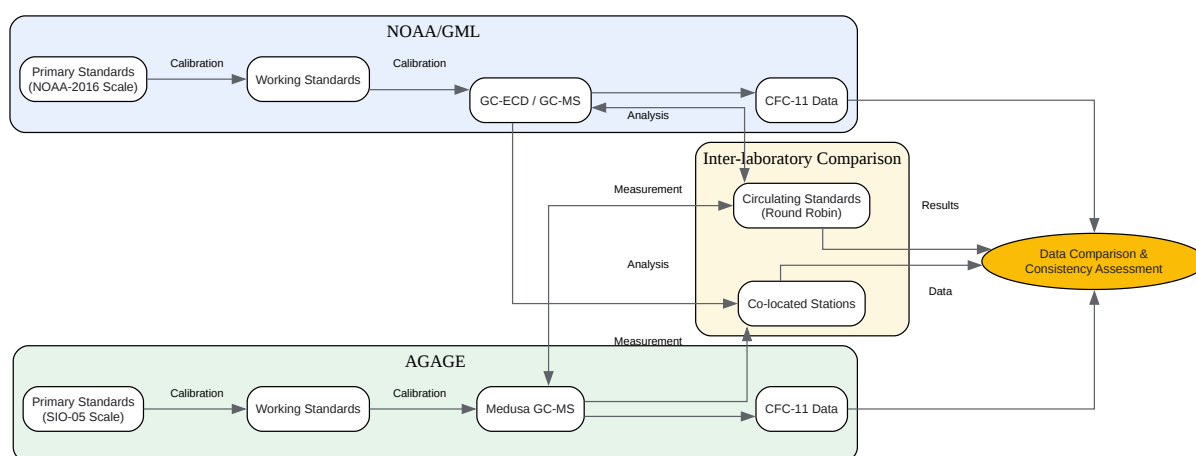 NOAA/GML
Primary Standards
(NOAA-2016 Scale)
Calibration
Working Standards
Calibration
GC-ECD / GC-MS
Analysis
CFC-11 Data
Inter-laboratory Comparison
Measurement
Circulating Standards
(Round Robin)
Results
Analysis
Co-located Stations
Data
Data Comparison &
Consistency Assessment
Measurement
AGAGE
Primary Standards
(SIO-05 Scale)
Calibration
Working Standards
Calibration
Medusa GC-MS
CFC-11 Data